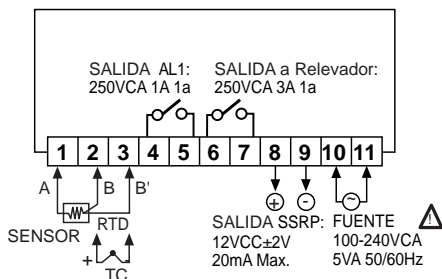 SALIDA AL1:
250VCA 1A 1a
SALIDA a Relevador:
250VCA 3A 1a
1 2 3 4 5 6 7 8 9 10 11
A B B'
SENSOR
RTD
+ -
TC
+ -
SALIDA SSRP:
12VCC±2V
20mA Max.
~
FUENTE
100-240VCA
5VA 50/60Hz
!